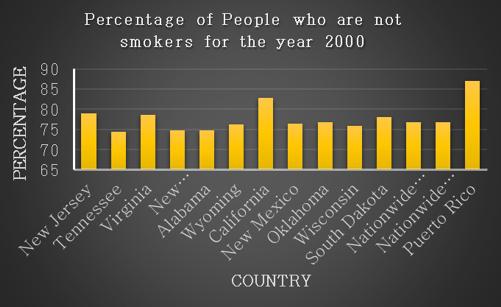 Percentage of People who are not
smokers for the year 2000
PERCENTAGE
90
85
80
75
70
65
New Jersey
Tennessee
Virginia
New...
Alabama
Wyoming
California
New Mexico
Oklahoma
Wisconsin
South Dakota
Nationwide...
Nationwide...
Puerto Rico
COUNTRY